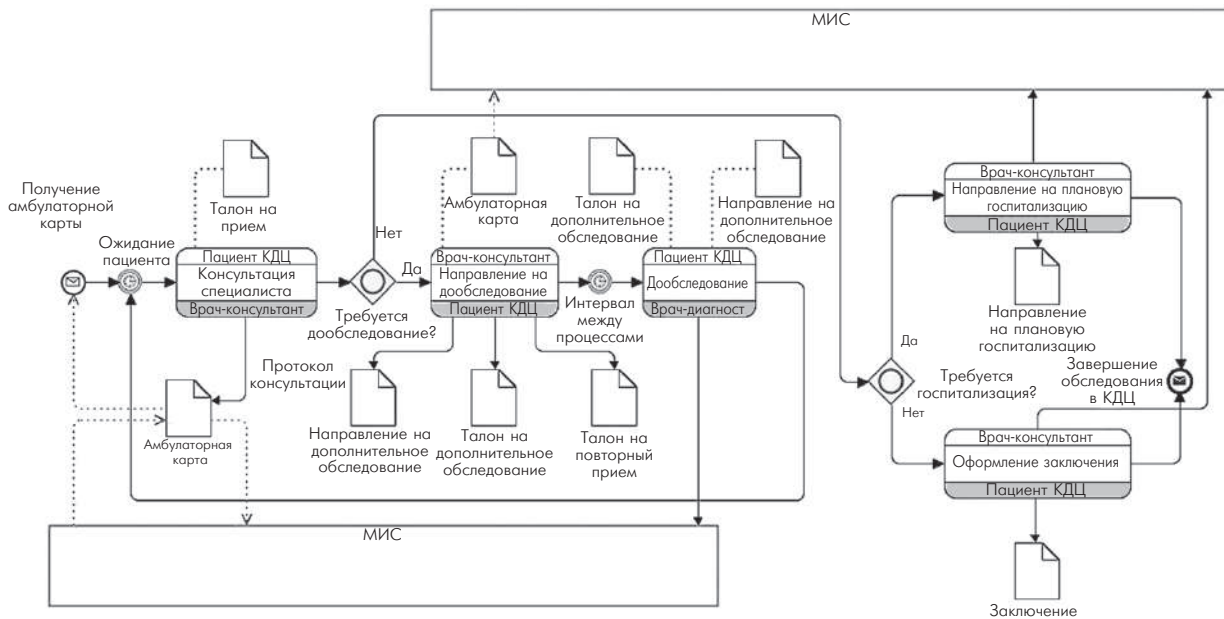 МИС
Получение
амбулаторной
карты
Ожидание
пациента
Талон на
прием
Пациент КДЦ
Консультация
специалиста
Врач-консультант
Протокол
консультации
Амбулаторная
карта
Нет
Да
Требуется
дообследование?
Амбулаторная
карта
Врач-консультант
Направление на
дообследование
Пациент КДЦ
Направление на
дополнительное
обследование
Талон на
дополнительное
обследование
Талон на
повторный
прием
Интервал
между
процессами
Талон на
дополнительное
обследование
Направление на
дополнительное
обследование
Пациент КДЦ
Дообследование
Врач-диагност
МИС
Да
Требуется
госпитализация?
Нет
Врач-консультант
Направление на плановую
госпитализацию
Пациент КДЦ
Направление
на плановую
госпитализацию
Завершение
обследования
в КДЦ
Врач-консультант
Оформление заключения
Пациент КДЦ
Заключение